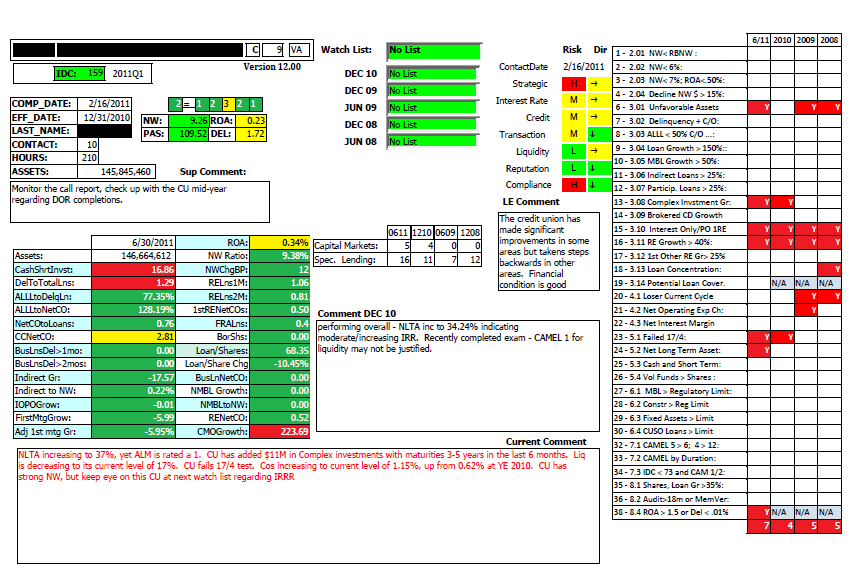 C 9 VA
IDC: 159 2011Q1
Version 12.00
COMP_DATE: 2/16/2011
EFF_DATE: 12/31/2010
LAST_NAME:
CONTACT: 10
HOURS: 210
ASSETS: 145,845,460
2 = 1 2 3 2 1
NW: 9.26 ROA: 0.23
PAS: 109.52 DEL: 1.72
Sup Comment:
Monitor the call report, check up with the CU mid-year
regarding DOR completions.
Watch List: No List
DEC 10 No List
DEC 09 No List
JUN 09 No List
DEC 08 No List
JUN 08 No List
Risk Dir
ContactDate 2/16/2011
Strategic H →
Interest Rate M →
Credit M →
Transaction M ↓
Liquidity L →
Reputation L ↓
Compliance H ↓
LE Comment
The credit union has
made significant
improvements in some
areas but takens steps
backwards in other
areas. Financial
condition is good
0611 1210 0609 1208
Capital Markets: 5 4 0 0
Spec. Lending: 16 11 7 12
6/30/2011 ROA: 0.34%
Assets: 146,664,612 NW Ratio: 9.38%
CashShrtInvst: 16.86 NWChgBP: 12
DelToTotalLns: 1.29 RELns1M: 1.06
ALLLtoDelqLn: 77.35% RELns2M: 0.81
ALLLtoNetCO: 128.19% 1stRENetCOs: 0.50
NetCOtoLoans: 0.76 FRALns: 0.4
CCNetCO: 2.81 BorShs: 0.00
BusLnsDel>1mo: 0.00 Loan/Shares: 68.35
BusLnsDel>2mos: 0.00 Loan/Share Chg -10.45%
Indirect Gr: -17.57 BusLnNetCO: 0.00
Indirect to NW: 0.22% NMBL Growth: 0.00
IOPOGrow: -0.01 NMBLtoNW: 0.00
FirstMtgGrow: -5.99 RENetCO: 0.52
Adj 1st mtg Gr: -5.95% CMOGrowth: 223.69
Comment DEC 10
performing overall - NLTA inc to 34.24% indicating
moderate/increasing IRR. Recently completed exam - CAMEL 1 for
liquidity may not be justified.
Current Comment
NLTA increasing to 37%, yet ALM is rated a 1. CU has added $11M in Complex investments with maturities 3-5 years in the last 6 months. Liq
is decreasing to its current level of 17%. CU fails 17/4 test. Cos increasing to current level of 1.15%, up from 0.62% at YE 2010. CU has
strong NW, but keep eye on this CU at next watch list regarding IRRR
6/11 2010 2009 2008
1 - 2.01 NW< RBNW :
2 - 2.02 NW< 6%:
3 - 2.03 NW< 7%; ROA<.50%:
4 - 2.04 Decline NW $ > 15%:
6 - 3.01 Unfavorable Assets Y Y Y
7 - 3.02 Delinquency + C/O:
8 - 3.03 ALLL < 50% C/O ...:
9 - 3.04 Loan Growth > 150%::
10 - 3.05 MBL Growth > 50%:
11 - 3.06 Indirect Loans > 25%:
12 - 3.07 Particip. Loans > 25%:
13 - 3.08 Complex Invstment Gr: Y Y
14 - 3.09 Brokered CD Growth
15 - 3.10 Interest Only/PO 1RE Y Y Y Y
16 - 3.11 RE Growth > 40%: Y Y Y Y
17 - 3.12 1st Other RE Gr> 25%
18 - 3.13 Loan Concentration: Y
19 - 3.14 Potential Loan Cover. N/A N/A N/A
20 - 4.1 Loser Current Cycle Y Y
21 - 4.2 Net Operating Exp Ch: Y
22 - 4.3 Net Interest Margin
23 - 5.1 Failed 17/4: Y Y
24 - 5.2 Net Long Term Asset: Y
25 - 5.3 Cash and Short Term:
26 - 5.4 Vol Funds > Shares :
27 - 6.1 MBL > Regulatory Limit:
28 - 6.2 Constr > Reg Limit
29 - 6.3 Fixed Assets > Limit
30 - 6.4 CUSO Loans > Limit
32 - 7.1 CAMEL 5 > 6; 4 > 12:
33 - 7.2 CAMEL by Duration:
34 - 7.3 IDC < 73 and CAM 1/2:
35 - 8.1 Shares, Loan Gr >35%:
36 - 8.2 Audit>18m or MemVer:
38 - 8.4 ROA > 1.5 or Del < .01% Y N/A N/A N/A
7 4 5 5